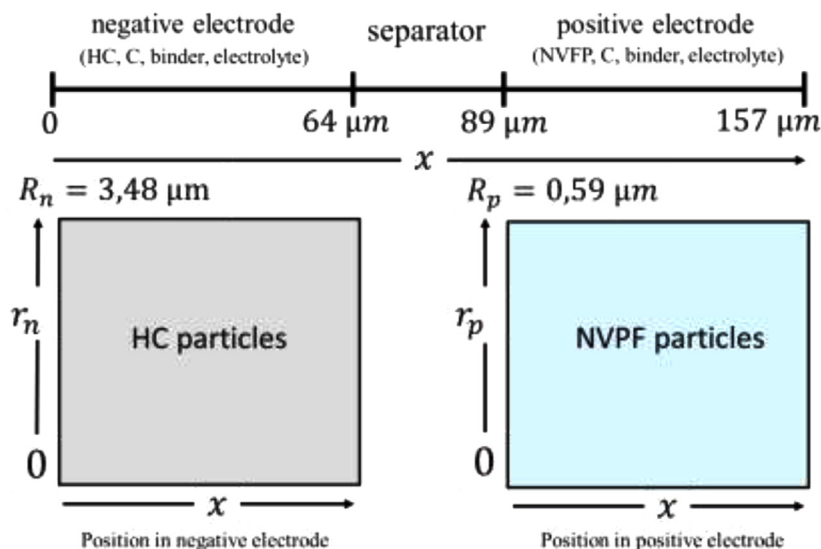 negative electrode
(HC, C, binder, electrolyte)
separator
positive electrode
(NVFP, C, binder, electrolyte)
0
64 μm
89 μm
157 μm
x
R_n = 3,48 μm
R_p = 0,59 μm
r_n
HC particles
0
x
Position in negative electrode
r_p
NVPF particles
0
x
Position in positive electrode